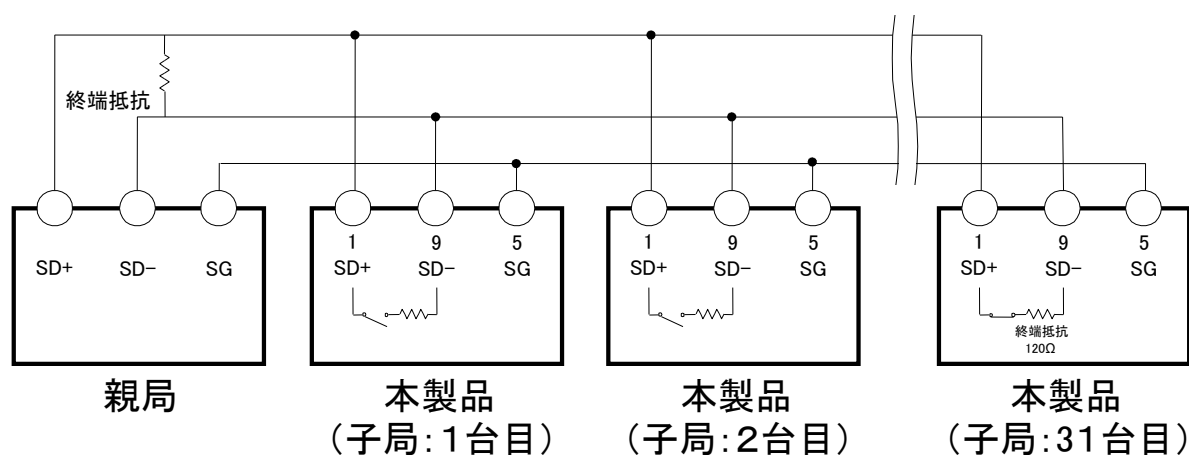 終端抵抗
SD+ SD- SG
1 9 5
SD+ SD- SG
1 9 5
SD+ SD- SG
1 9 5
SD+ SD- SG
終端抵抗
120Ω
親局
本製品
(子局:1台目)
本製品
(子局:2台目)
本製品
(子局:31台目)